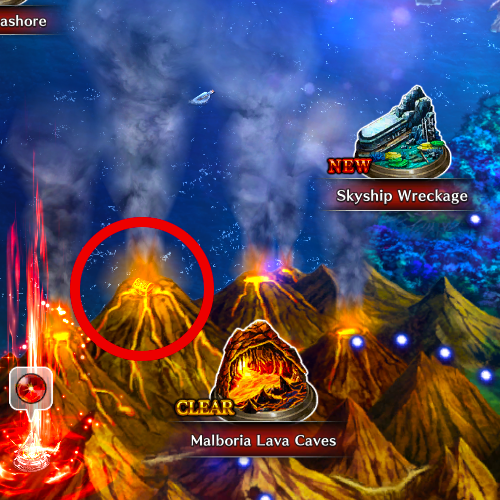 ashore
NEW
Skyship Wreckage
CLEAR
Malboria Lava Caves